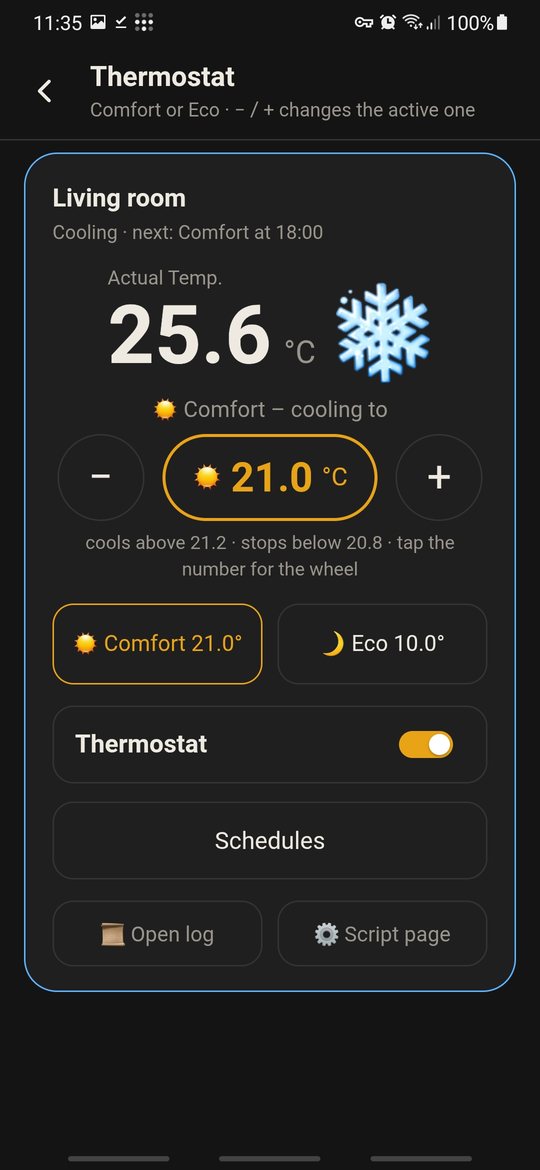 11:35
100%
Thermostat
Comfort or Eco · − / + changes the active one
Living room
Cooling · next: Comfort at 18:00
Actual Temp.
25.6 °C
Comfort – cooling to
− 21.0 °C +
cools above 21.2 · stops below 20.8 · tap the
number for the wheel
Comfort 21.0°
Eco 10.0°
Thermostat
Schedules
Open log
Script page